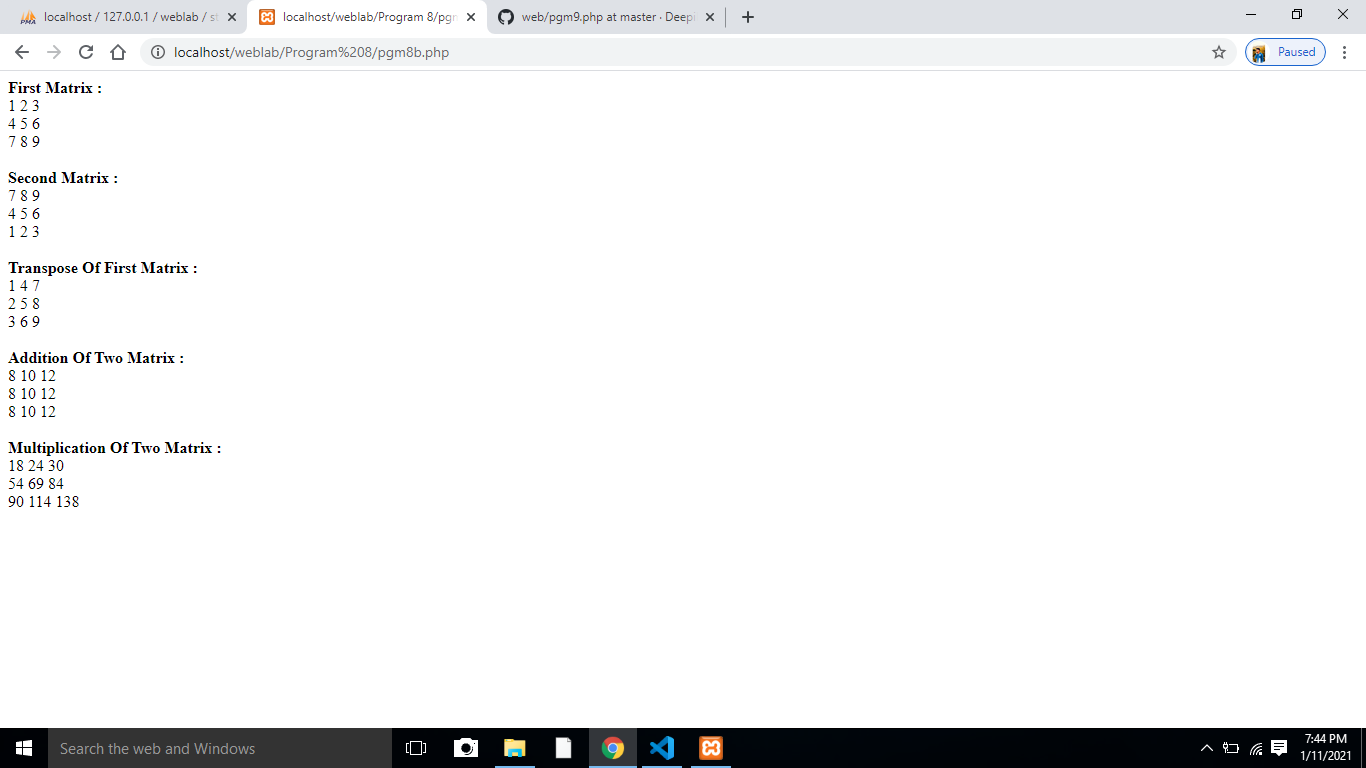 localhost / 127.0.0.1 / weblab / st
localhost/weblab/Program 8/pgm
web/pgm9.php at master · Deepi
localhost/weblab/Program%208/pgm8b.php
Paused
First Matrix :
1 2 3
4 5 6
7 8 9
Second Matrix :
7 8 9
4 5 6
1 2 3
Transpose Of First Matrix :
1 4 7
2 5 8
3 6 9
Addition Of Two Matrix :
8 10 12
8 10 12
8 10 12
Multiplication Of Two Matrix :
18 24 30
54 69 84
90 114 138
Search the web and Windows
7:44 PM
1/11/2021